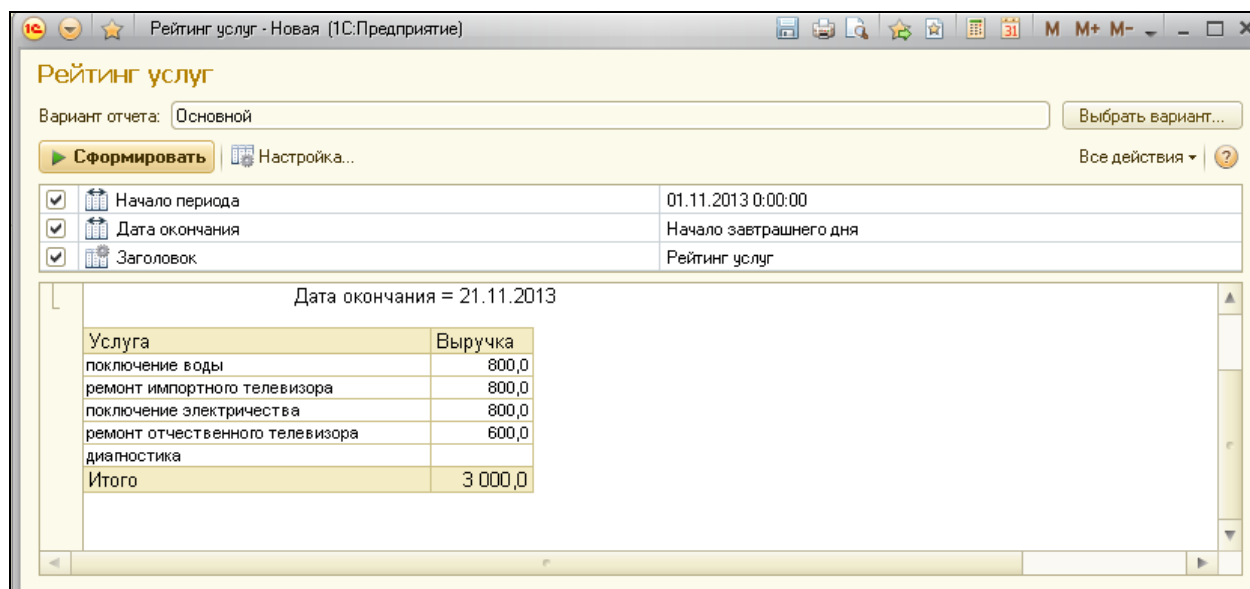 Рейтинг услуг - Новая (1С:Предприятие)
31 M M+ M-
Рейтинг услуг
Вариант отчета: Основной Выбрать вариант...
Сформировать Настройка... Все действия ?
Начало периода 01.11.2013 0:00:00
Дата окончания Начало завтрашнего дня
Заголовок Рейтинг услуг
Дата окончания = 21.11.2013
Услуга Выручка
поключение воды 800,0
ремонт импортного телевизора 800,0
поключение электричества 800,0
ремонт отчественного телевизора 600,0
диагностика
Итого 3 000,0